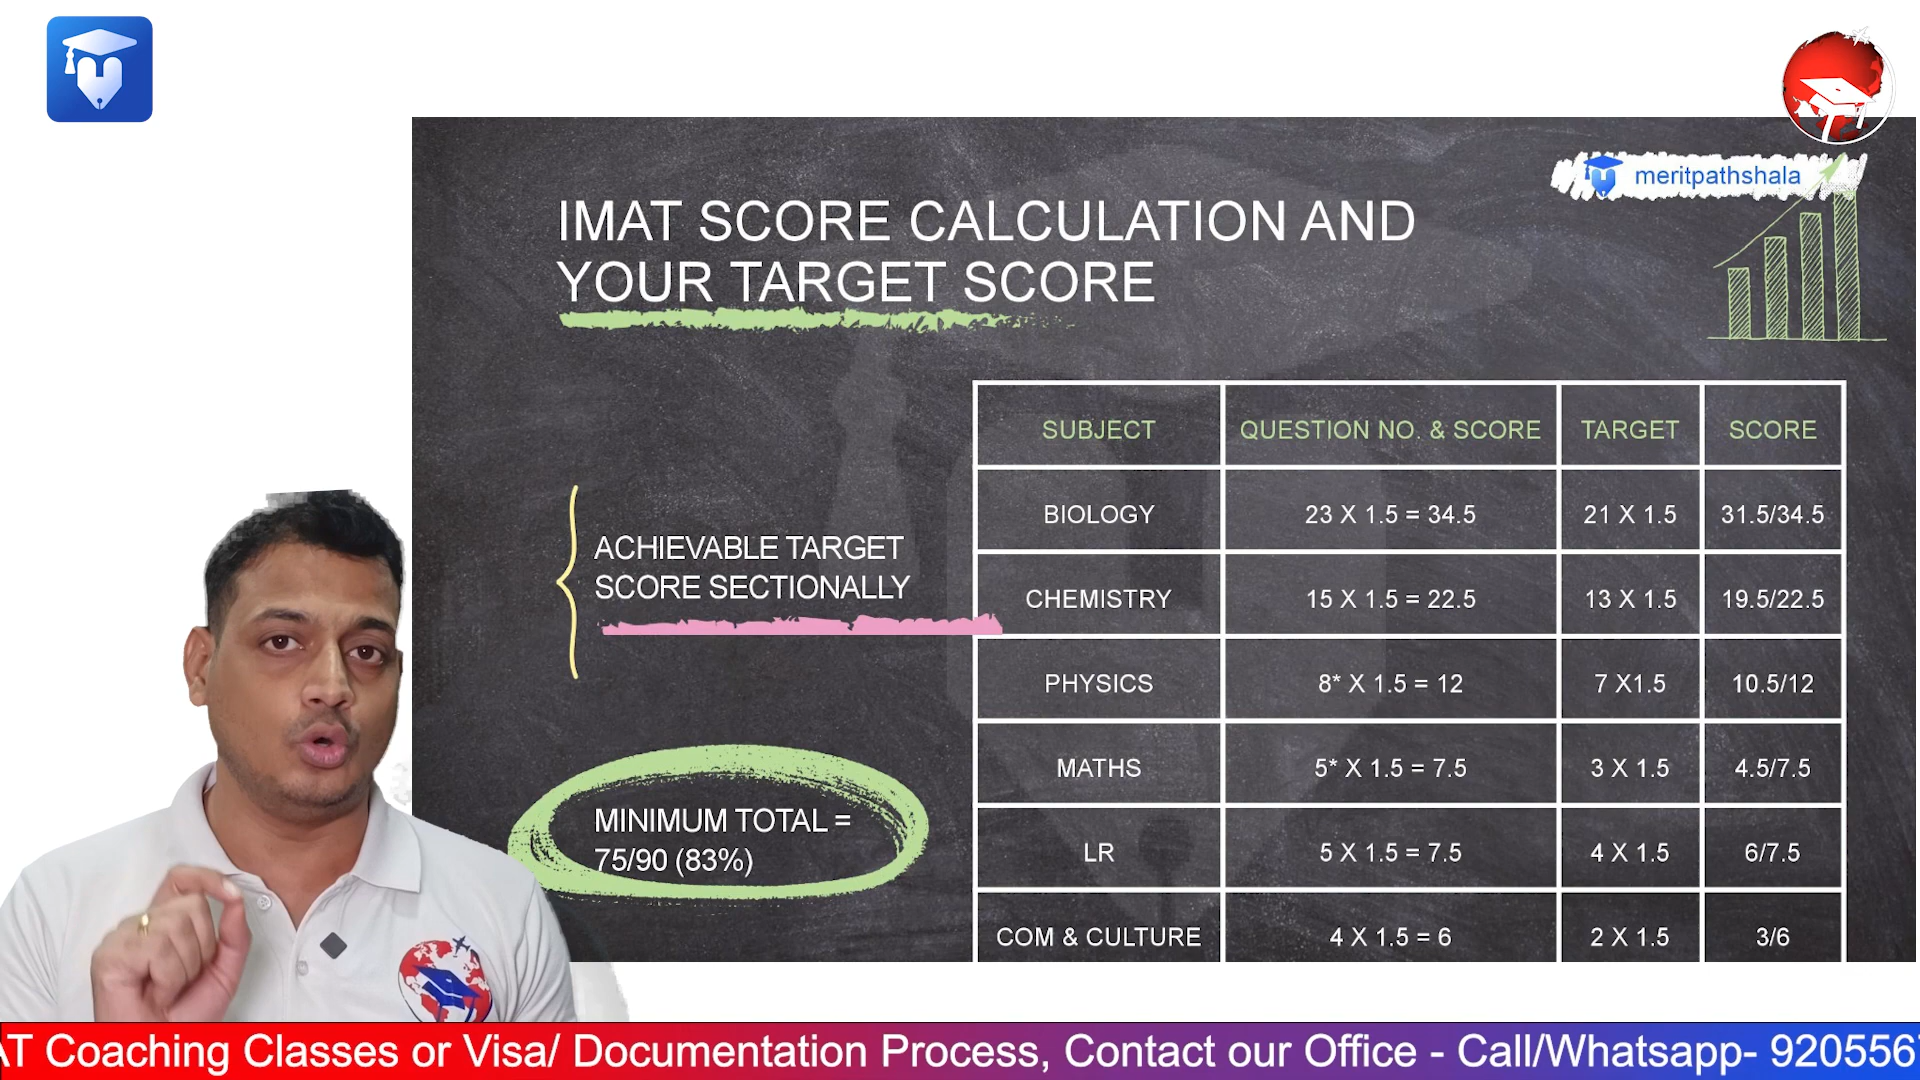 meritpathshala
IMAT SCORE CALCULATION AND
YOUR TARGET SCORE
ACHIEVABLE TARGET
SCORE SECTIONALLY
MINIMUM TOTAL =
75/90 (83%)
SUBJECT QUESTION NO. & SCORE TARGET SCORE
BIOLOGY 23 X 1.5 = 34.5 21 X 1.5 31.5/34.5
CHEMISTRY 15 X 1.5 = 22.5 13 X 1.5 19.5/22.5
PHYSICS 8* X 1.5 = 12 7 X1.5 10.5/12
MATHS 5* X 1.5 = 7.5 3 X 1.5 4.5/7.5
LR 5 X 1.5 = 7.5 4 X 1.5 6/7.5
COM & CULTURE 4 X 1.5 = 6 2 X 1.5 3/6
AT Coaching Classes or Visa/ Documentation Process, Contact our Office - Call/Whatsapp- 920556